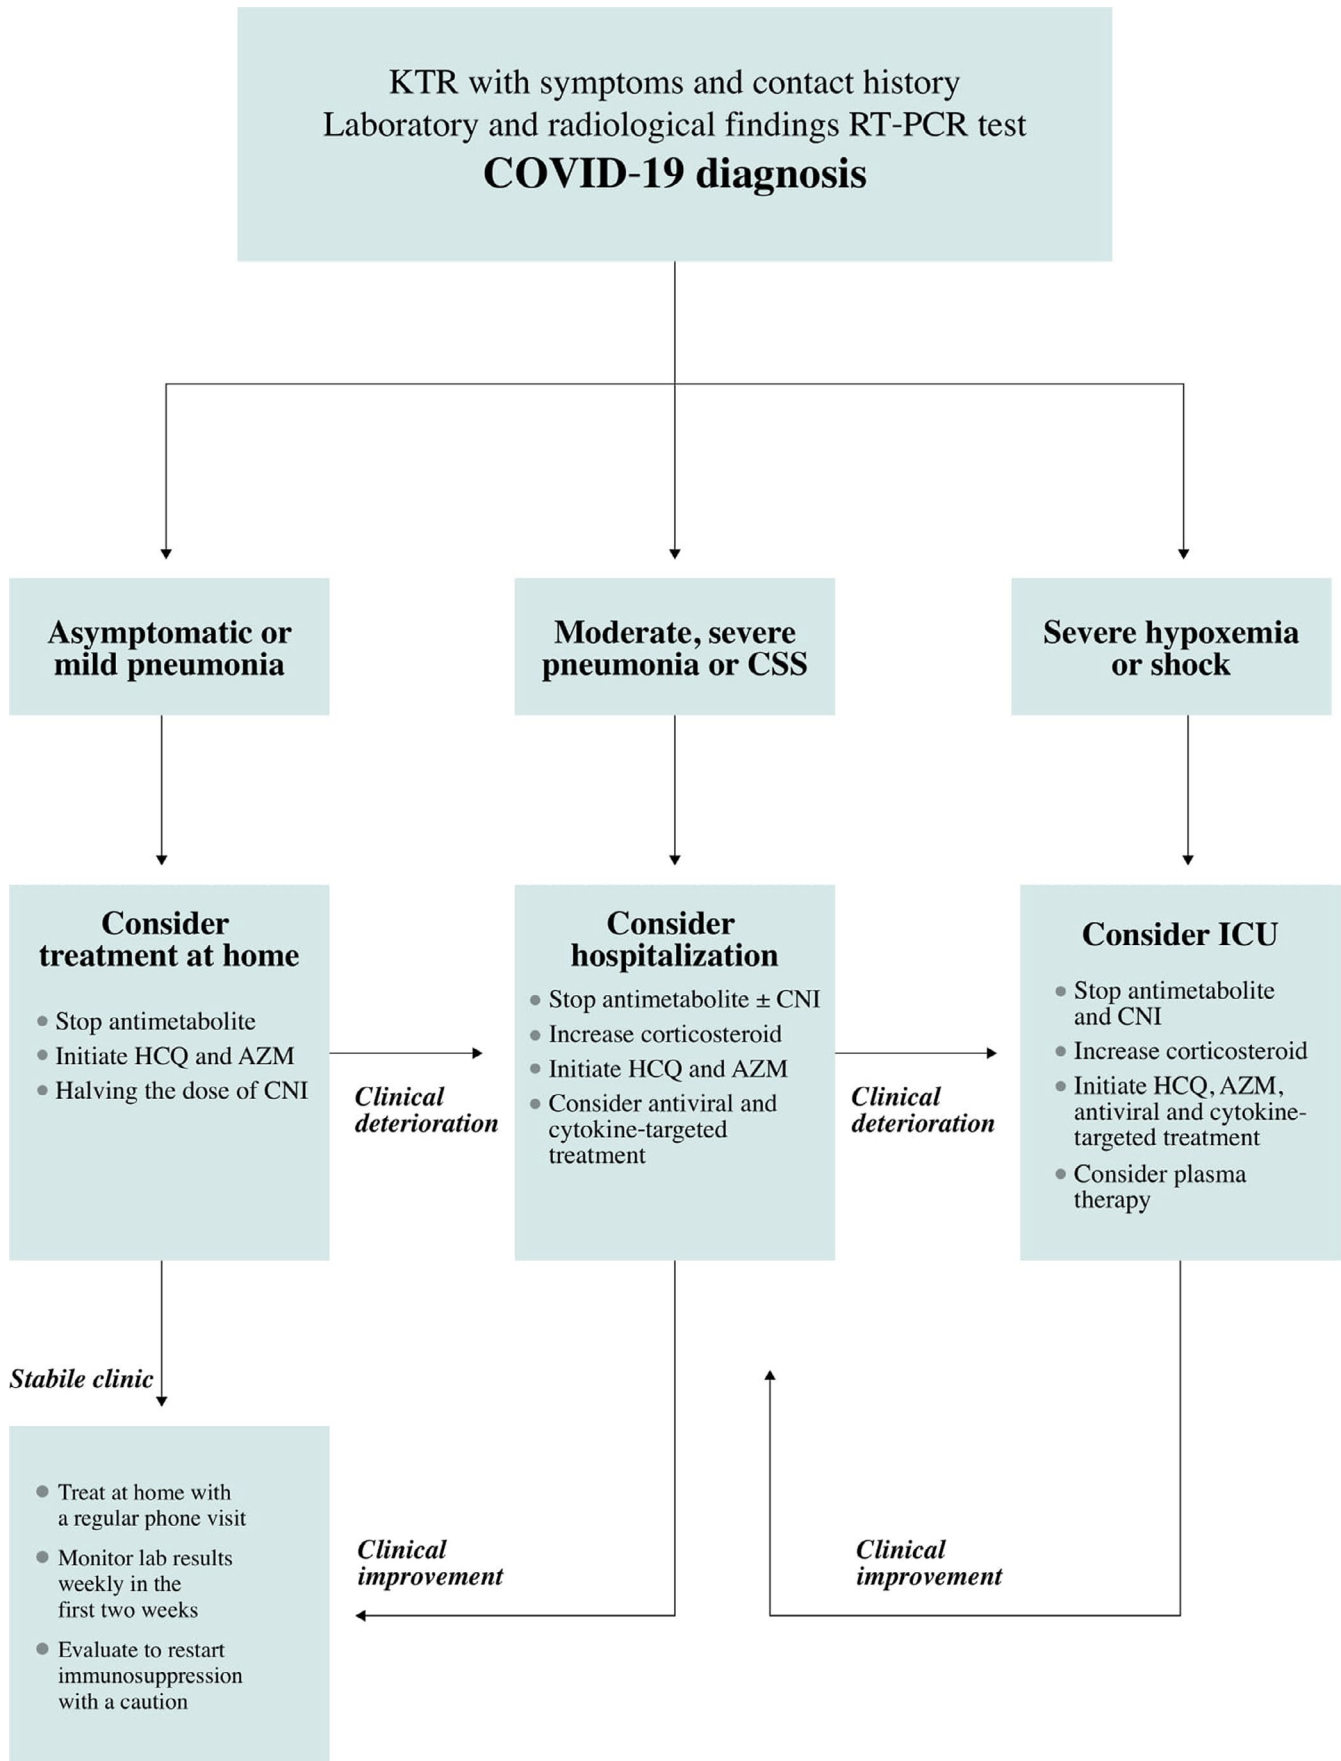 KTR with symptoms and contact history
Laboratory and radiological findings RT-PCR test
COVID-19 diagnosis
Asymptomatic or
mild pneumonia
Moderate, severe
pneumonia or CSS
Severe hypoxemia
or shock
Consider
treatment at home
• Stop antimetabolite
• Initiate HCQ and AZM
• Halving the dose of CNI
Clinical
deterioration
Consider
hospitalization
• Stop antimetabolite ± CNI
• Increase corticosteroid
• Initiate HCQ and AZM
• Consider antiviral and
cytokine-targeted
treatment
Clinical
deterioration
Consider ICU
• Stop antimetabolite
and CNI
• Increase corticosteroid
• Initiate HCQ, AZM,
antiviral and cytokine-
targeted treatment
• Consider plasma
therapy
Stabile clinic
• Treat at home with
a regular phone visit
• Monitor lab results
weekly in the
first two weeks
• Evaluate to restart
immunosuppression
with a caution
Clinical
improvement
Clinical
improvement